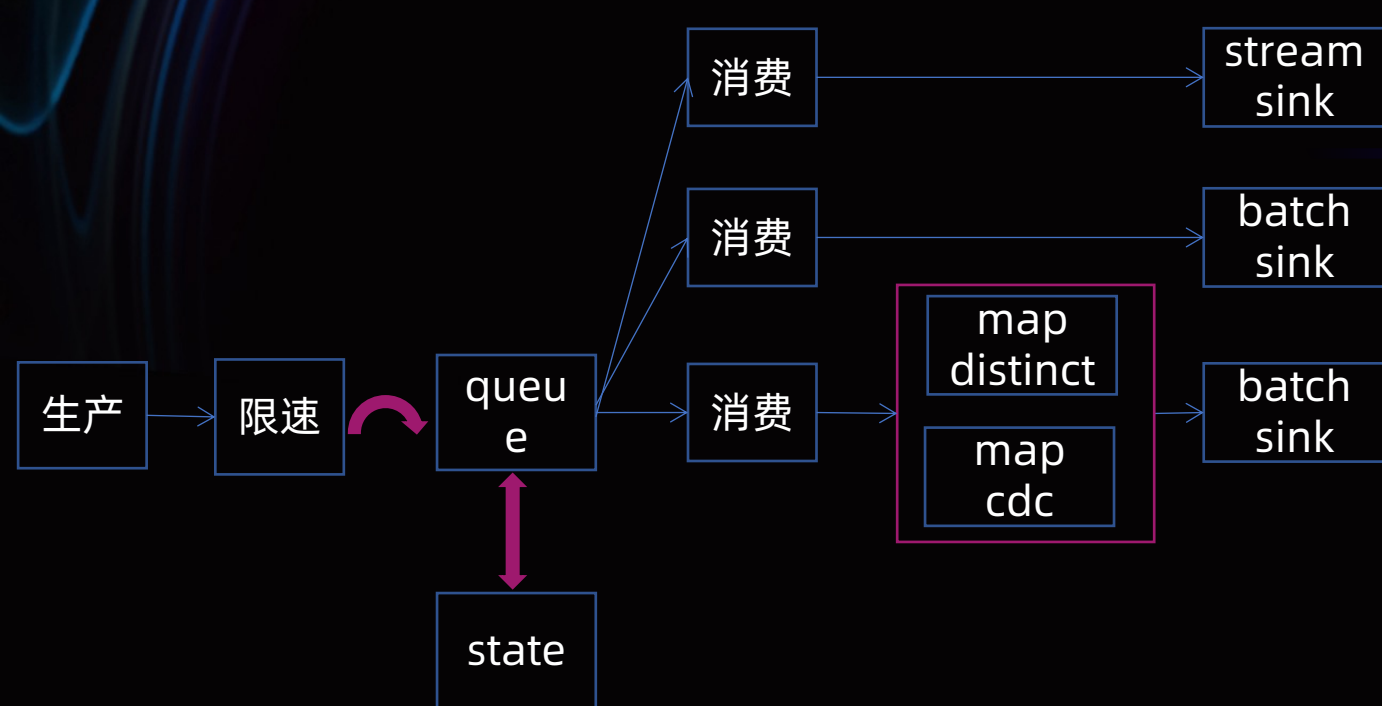 消费
stream
sink
消费
batch
sink
map
distinct
生产
限速
queu
e
消费
batch
sink
map
cdc
state